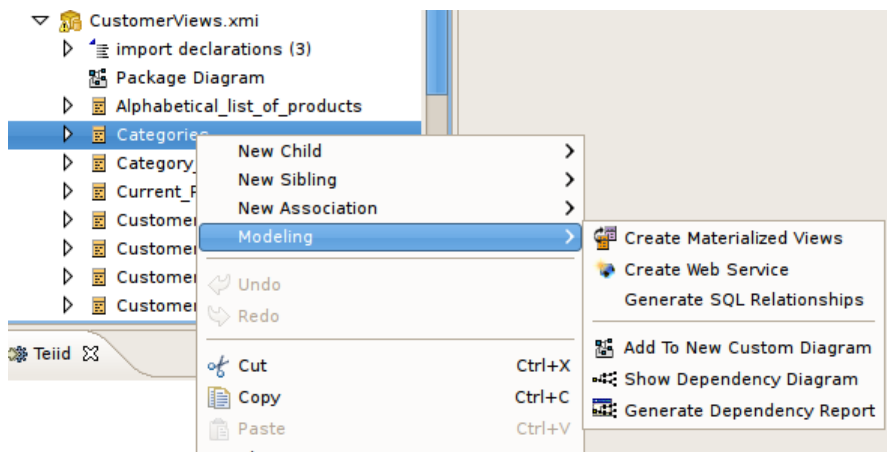 CustomerViews.xmi
import declarations (3)
Package Diagram
Alphabetical_list_of_products
Categories
Category_
Current_
Customer
Customer
Customer
Customer
New Child
New Sibling
New Association
Modeling
Undo
Redo
Cut Ctrl+X
Copy Ctrl+C
Paste Ctrl+V
Create Materialized Views
Create Web Service
Generate SQL Relationships
Add To New Custom Diagram
Show Dependency Diagram
Generate Dependency Report
Teiid